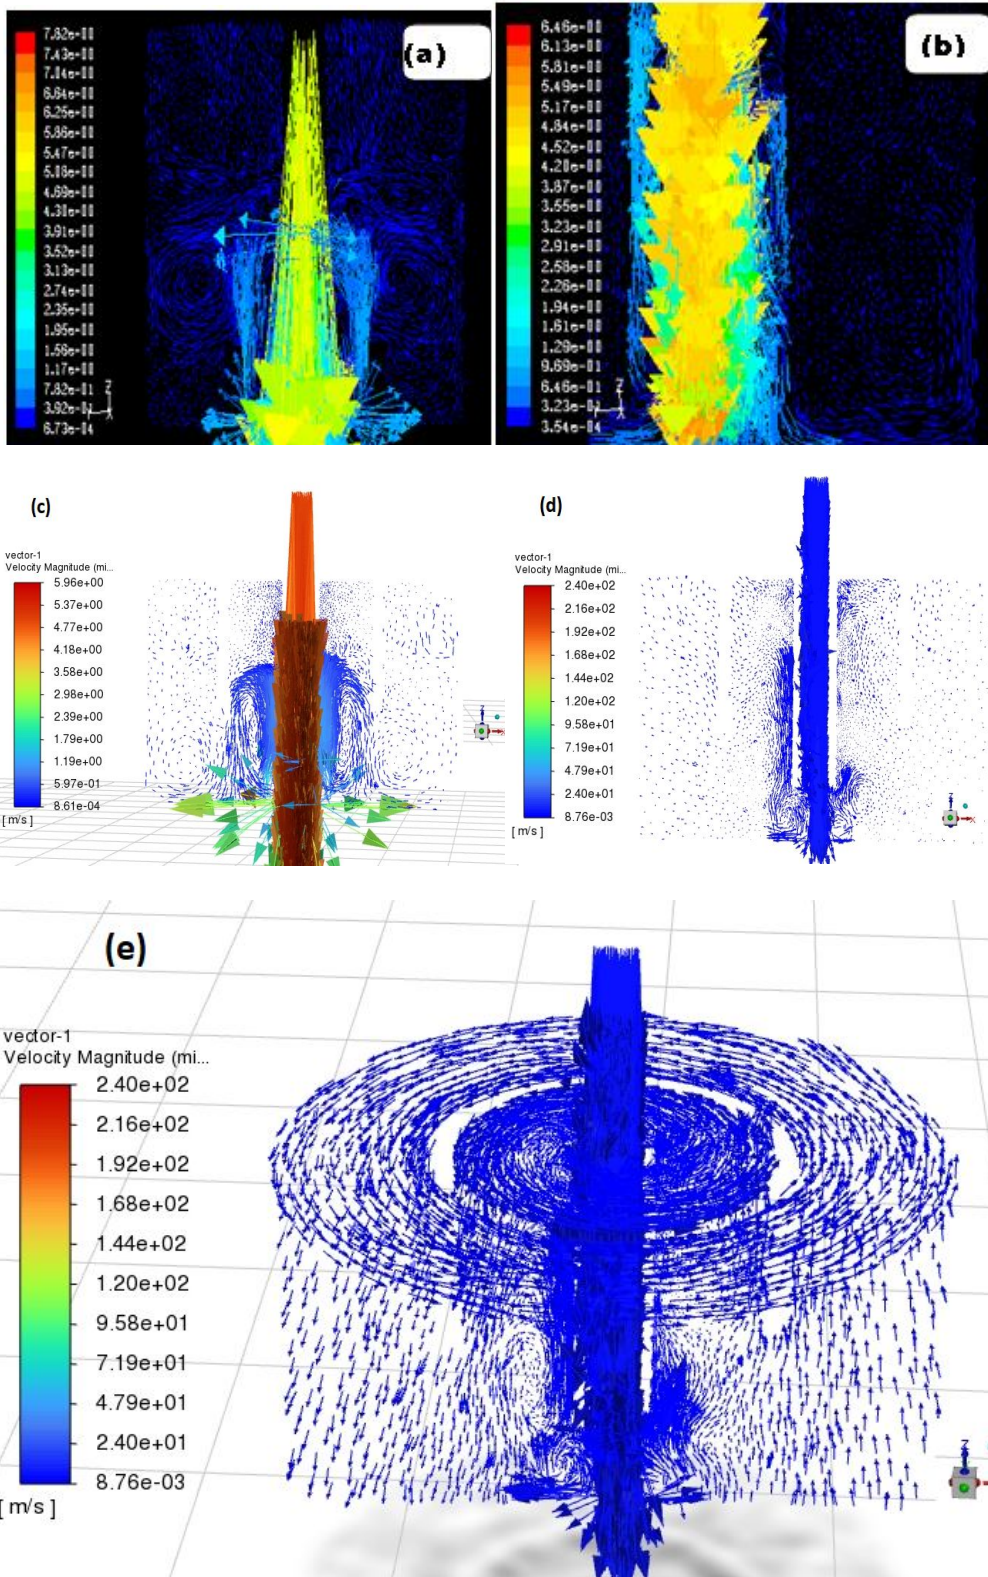 (a)
7.82e-00
7.43e-00
7.04e-00
6.64e-00
6.25e-00
5.86e-00
5.47e-00
5.08e-00
4.69e-00
4.30e-00
3.91e-00
3.52e-00
3.13e-00
2.74e-00
2.35e-00
1.95e-00
1.56e-00
1.17e-00
7.82e-01
3.92e-01
6.73e-04
Z
X
(b)
6.46e-00
6.13e-00
5.81e-00
5.49e-00
5.17e-00
4.84e-00
4.52e-00
4.20e-00
3.87e-00
3.55e-00
3.23e-00
2.91e-00
2.58e-00
2.26e-00
1.94e-00
1.61e-00
1.29e-00
9.69e-01
6.46e-01
3.23e-01
3.54e-04
Z
X
(c)
vector-1
Velocity Magnitude (mi...
5.96e+00
5.37e+00
4.77e+00
4.18e+00
3.58e+00
2.98e+00
2.39e+00
1.79e+00
1.19e+00
5.97e-01
8.61e-04
[ m/s ]
Z
(d)
vector-1
Velocity Magnitude (mi...
2.40e+02
2.16e+02
1.92e+02
1.68e+02
1.44e+02
1.20e+02
9.58e+01
7.19e+01
4.79e+01
2.40e+01
8.76e-03
[ m/s ]
Z
(e)
vector-1
Velocity Magnitude (mi...
2.40e+02
2.16e+02
1.92e+02
1.68e+02
1.44e+02
1.20e+02
9.58e+01
7.19e+01
4.79e+01
2.40e+01
8.76e-03
[ m/s ]
Z